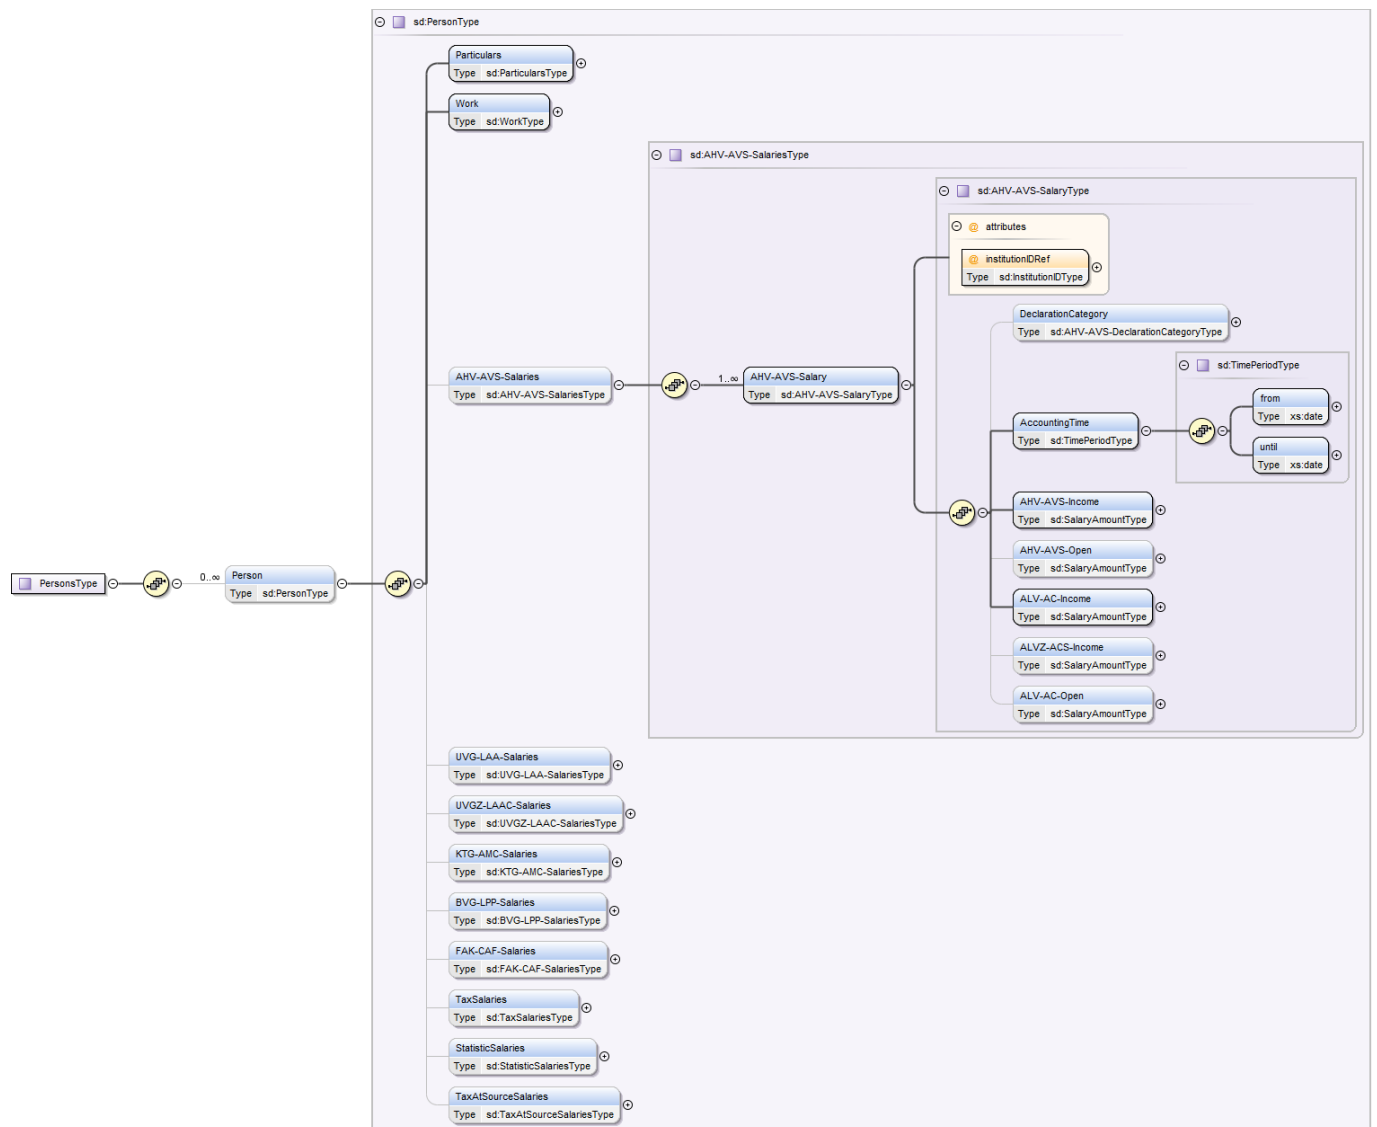 sd:PersonType
Particulars
Type sd:ParticularsType
Work
Type sd:WorkType
sd:AHV-AVS-SalariesType
sd:AHV-AVS-SalaryType
@ attributes
@ institutionIDRef
Type sd:InstitutionIDType
DeclarationCategory
Type sd:AHV-AVS-DeclarationCategoryType
sd:TimePeriodType
AHV-AVS-Salaries
Type sd:AHV-AVS-SalariesType
1..∞
AHV-AVS-Salary
Type sd:AHV-AVS-SalaryType
from
Type xs:date
AccountingTime
Type sd:TimePeriodType
until
Type xs:date
AHV-AVS-Income
Type sd:SalaryAmountType
AHV-AVS-Open
Type sd:SalaryAmountType
PersonsType
0..∞
Person
Type sd:PersonType
ALV-AC-Income
Type sd:SalaryAmountType
ALVZ-ACS-Income
Type sd:SalaryAmountType
ALV-AC-Open
Type sd:SalaryAmountType
UVG-LAA-Salaries
Type sd:UVG-LAA-SalariesType
UVGZ-LAAC-Salaries
Type sd:UVGZ-LAAC-SalariesType
KTG-AMC-Salaries
Type sd:KTG-AMC-SalariesType
BVG-LPP-Salaries
Type sd:BVG-LPP-SalariesType
FAK-CAF-Salaries
Type sd:FAK-CAF-SalariesType
TaxSalaries
Type sd:TaxSalariesType
StatisticSalaries
Type sd:StatisticSalariesType
TaxAtSourceSalaries
Type sd:TaxAtSourceSalariesType